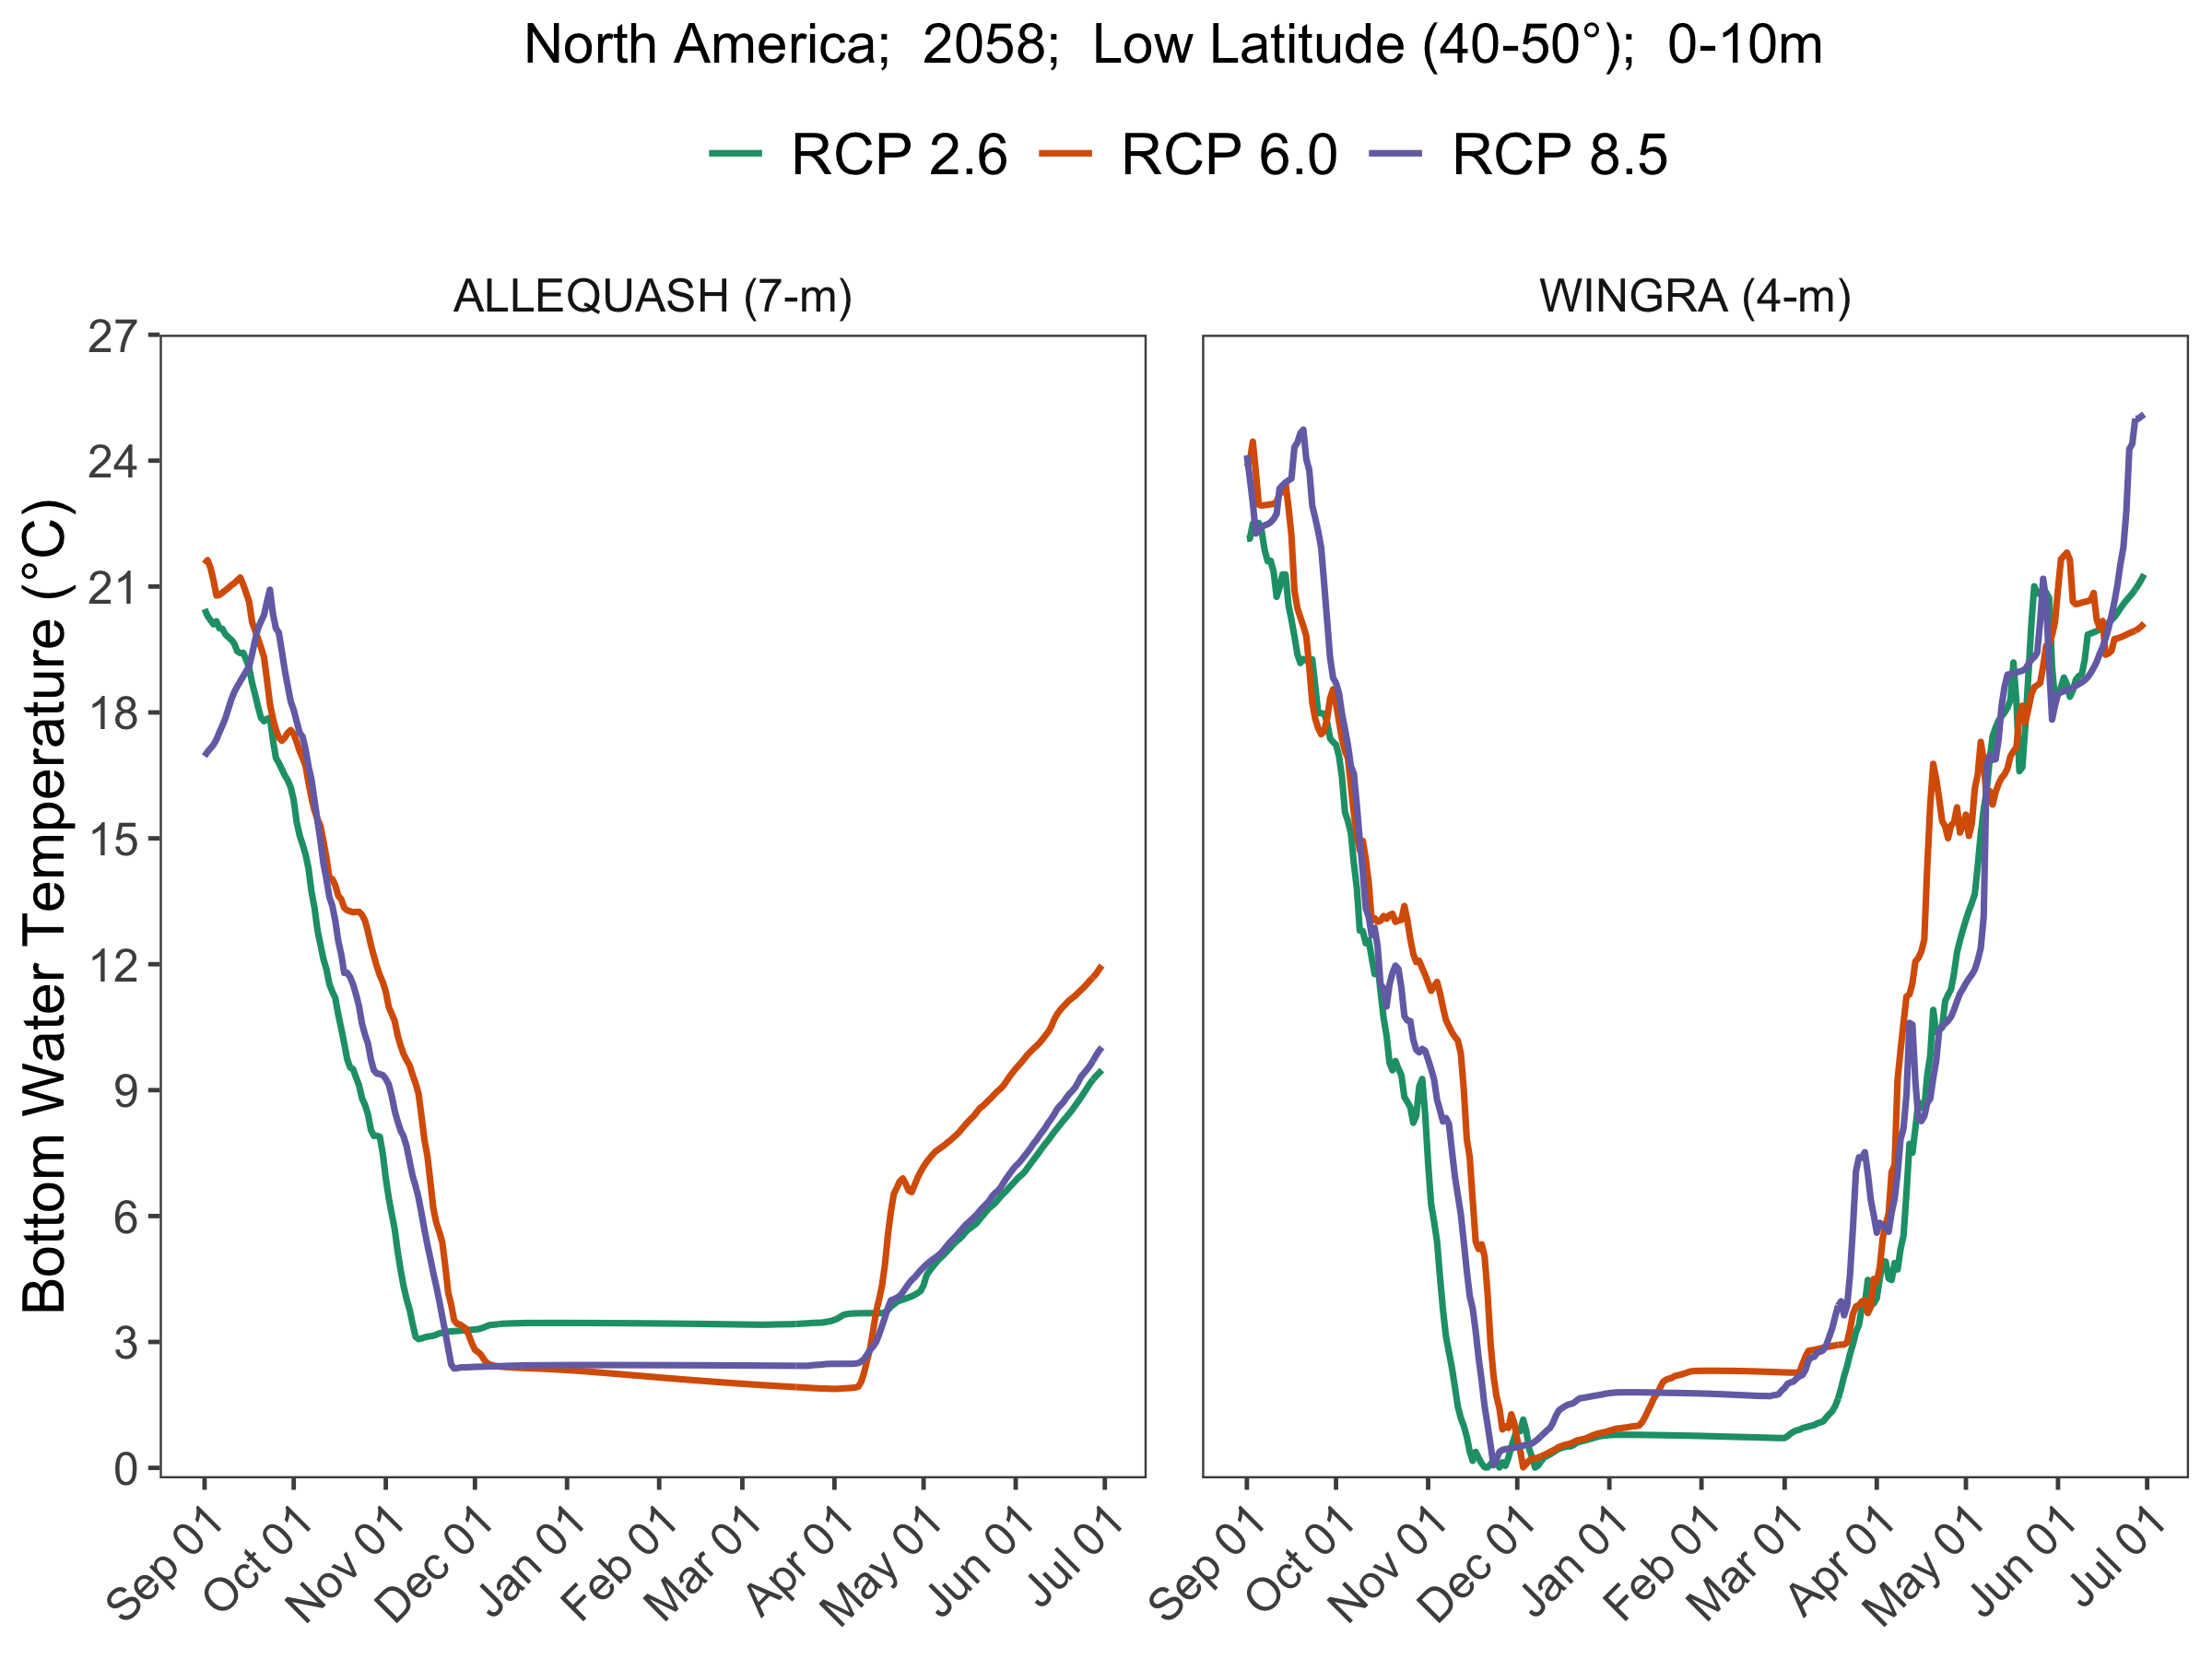 North America;  2058;  Low Latitude (40-50°);  0-10m
RCP 2.6 RCP 6.0 RCP 8.5
ALLEQUASH (7-m) WINGRA (4-m)
Bottom Water Temperature (°C)
27
24
21
18
15
12
9
6
3
0
Sep 01 Oct 01 Nov 01 Dec 01 Jan 01 Feb 01 Mar 01 Apr 01 May 01 Jun 01 Jul 01 Sep 01 Oct 01 Nov 01 Dec 01 Jan 01 Feb 01 Mar 01 Apr 01 May 01 Jun 01 Jul 01